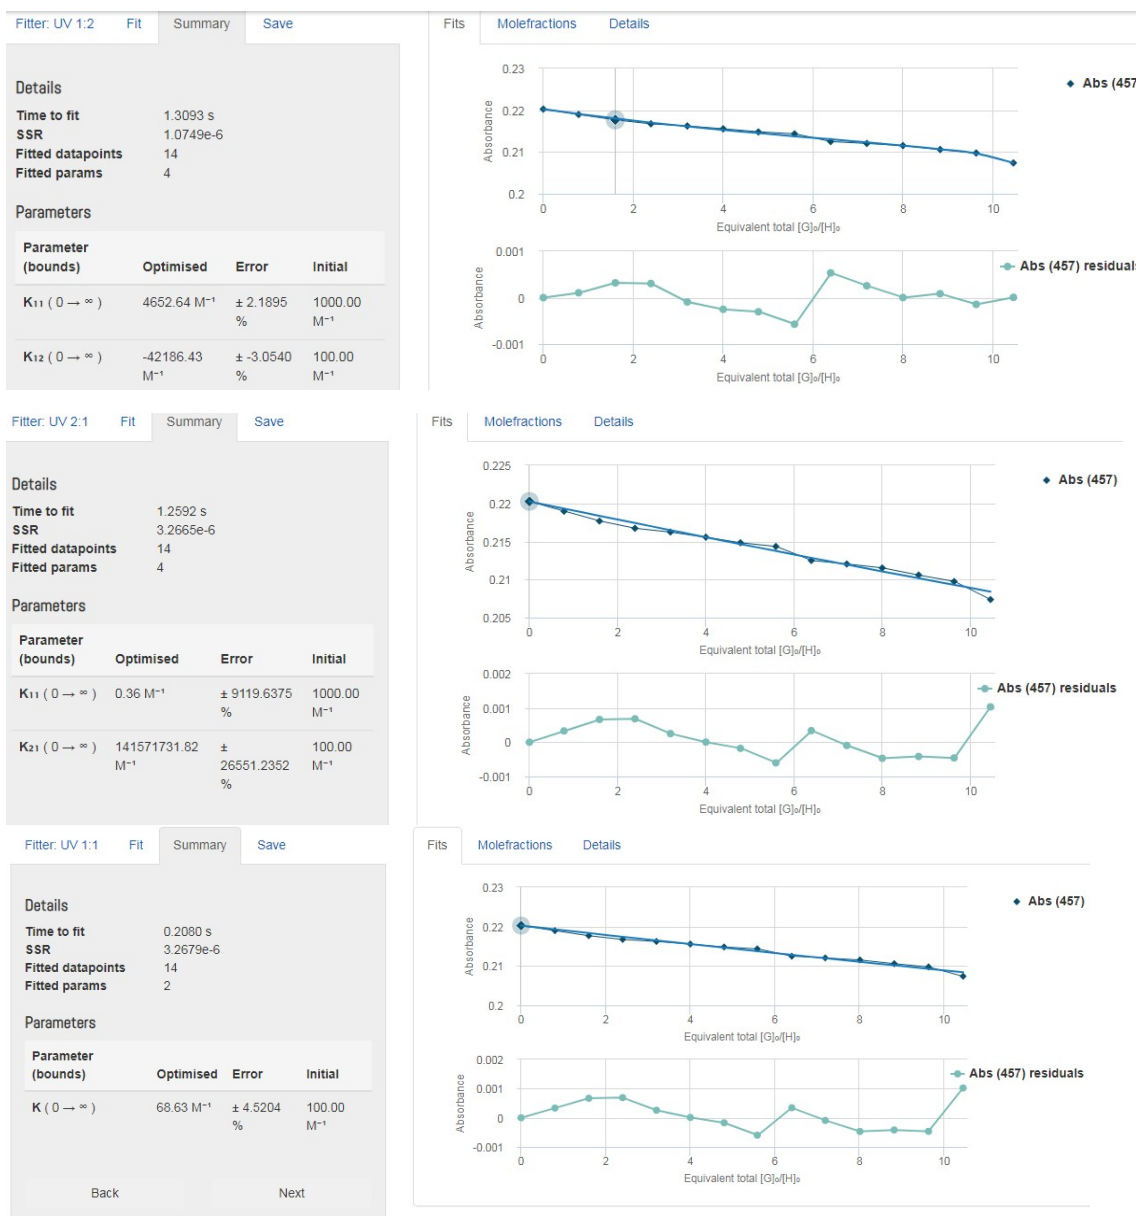 Fitter: UV 1:2 Fit Summary Save
Details
Time to fit 1.3093 s
SSR 1.0749e-6
Fitted datapoints 14
Fitted params 4
Parameters
Parameter (bounds) Optimised Error Initial
K₁₁ ( 0 → ∞ ) 4652.64 M⁻¹ ± 2.1895 % 1000.00 M⁻¹
K₁₂ ( 0 → ∞ ) -42186.43 M⁻¹ ± -3.0540 % 100.00 M⁻¹
Fits Molefractions Details
0.23
0.22
0.21
0.2
Absorbance
0 2 4 6 8 10
Equivalent total [G]₀/[H]₀
Abs (457
0.001
0
-0.001
Absorbance
0 2 4 6 8 10
Equivalent total [G]₀/[H]₀
Abs (457) residuals
Fitter: UV 2:1 Fit Summary Save
Details
Time to fit 1.2592 s
SSR 3.2665e-6
Fitted datapoints 14
Fitted params 4
Parameters
Parameter (bounds) Optimised Error Initial
K₁₁ ( 0 → ∞ ) 0.36 M⁻¹ ± 9119.6375 % 1000.00 M⁻¹
K₂₁ ( 0 → ∞ ) 141571731.82 M⁻¹ ± 26551.2352 % 100.00 M⁻¹
Fits Molefractions Details
0.225
0.22
0.215
0.21
0.205
Absorbance
0 2 4 6 8 10
Equivalent total [G]₀/[H]₀
Abs (457)
0.002
0.001
0
-0.001
Absorbance
0 2 4 6 8 10
Equivalent total [G]₀/[H]₀
Abs (457) residuals
Fitter: UV 1:1 Fit Summary Save
Details
Time to fit 0.2080 s
SSR 3.2679e-6
Fitted datapoints 14
Fitted params 2
Parameters
Parameter (bounds) Optimised Error Initial
K ( 0 → ∞ ) 68.63 M⁻¹ ± 4.5204 % 100.00 M⁻¹
Back Next
Fits Molefractions Details
0.23
0.22
0.21
0.2
Absorbance
0 2 4 6 8 10
Equivalent total [G]₀/[H]₀
Abs (457)
0.002
0.001
0
-0.001
Absorbance
0 2 4 6 8 10
Equivalent total [G]₀/[H]₀
Abs (457) residuals